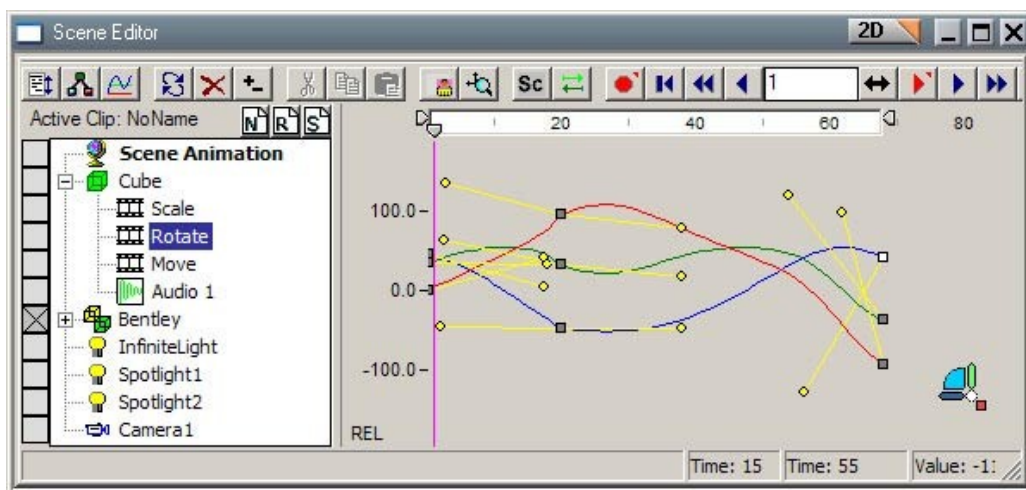 Scene Editor 2D
Sc 1
Active Clip: NoName N R S 20 40 60 80
Scene Animation
Cube
Scale
Rotate
Move
Audio 1
Bentley
InfiniteLight
Spotlight1
Spotlight2
Camera1
100.0
0.0
-100.0
REL
Time: 15 Time: 55 Value: